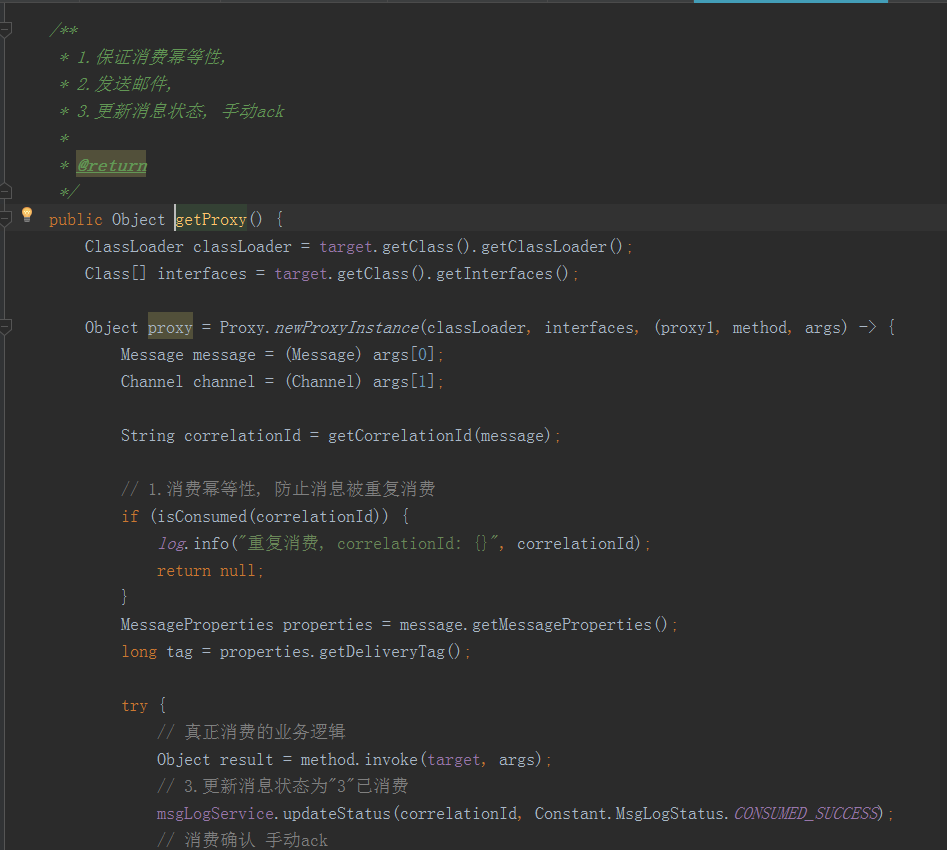 /**
 * 1.保证消费幂等性,
 * 2.发送邮件,
 * 3.更新消息状态, 手动ack
 *
 * @return
 */
public Object getProxy() {
    ClassLoader classLoader = target.getClass().getClassLoader();
    Class[] interfaces = target.getClass().getInterfaces();

    Object proxy = Proxy.newProxyInstance(classLoader, interfaces, (proxy1, method, args) -> {
        Message message = (Message) args[0];
        Channel channel = (Channel) args[1];

        String correlationId = getCorrelationId(message);

        // 1.消费幂等性, 防止消息被重复消费
        if (isConsumed(correlationId)) {
            log.info("重复消费, correlationId: {}", correlationId);
            return null;
        }
        MessageProperties properties = message.getMessageProperties();
        long tag = properties.getDeliveryTag();

        try {
            // 真正消费的业务逻辑
            Object result = method.invoke(target, args);
            // 3.更新消息状态为"3"已消费
            msgLogService.updateStatus(correlationId, Constant.MsgLogStatus.CONSUMED_SUCCESS);
            // 消费确认 手动ack